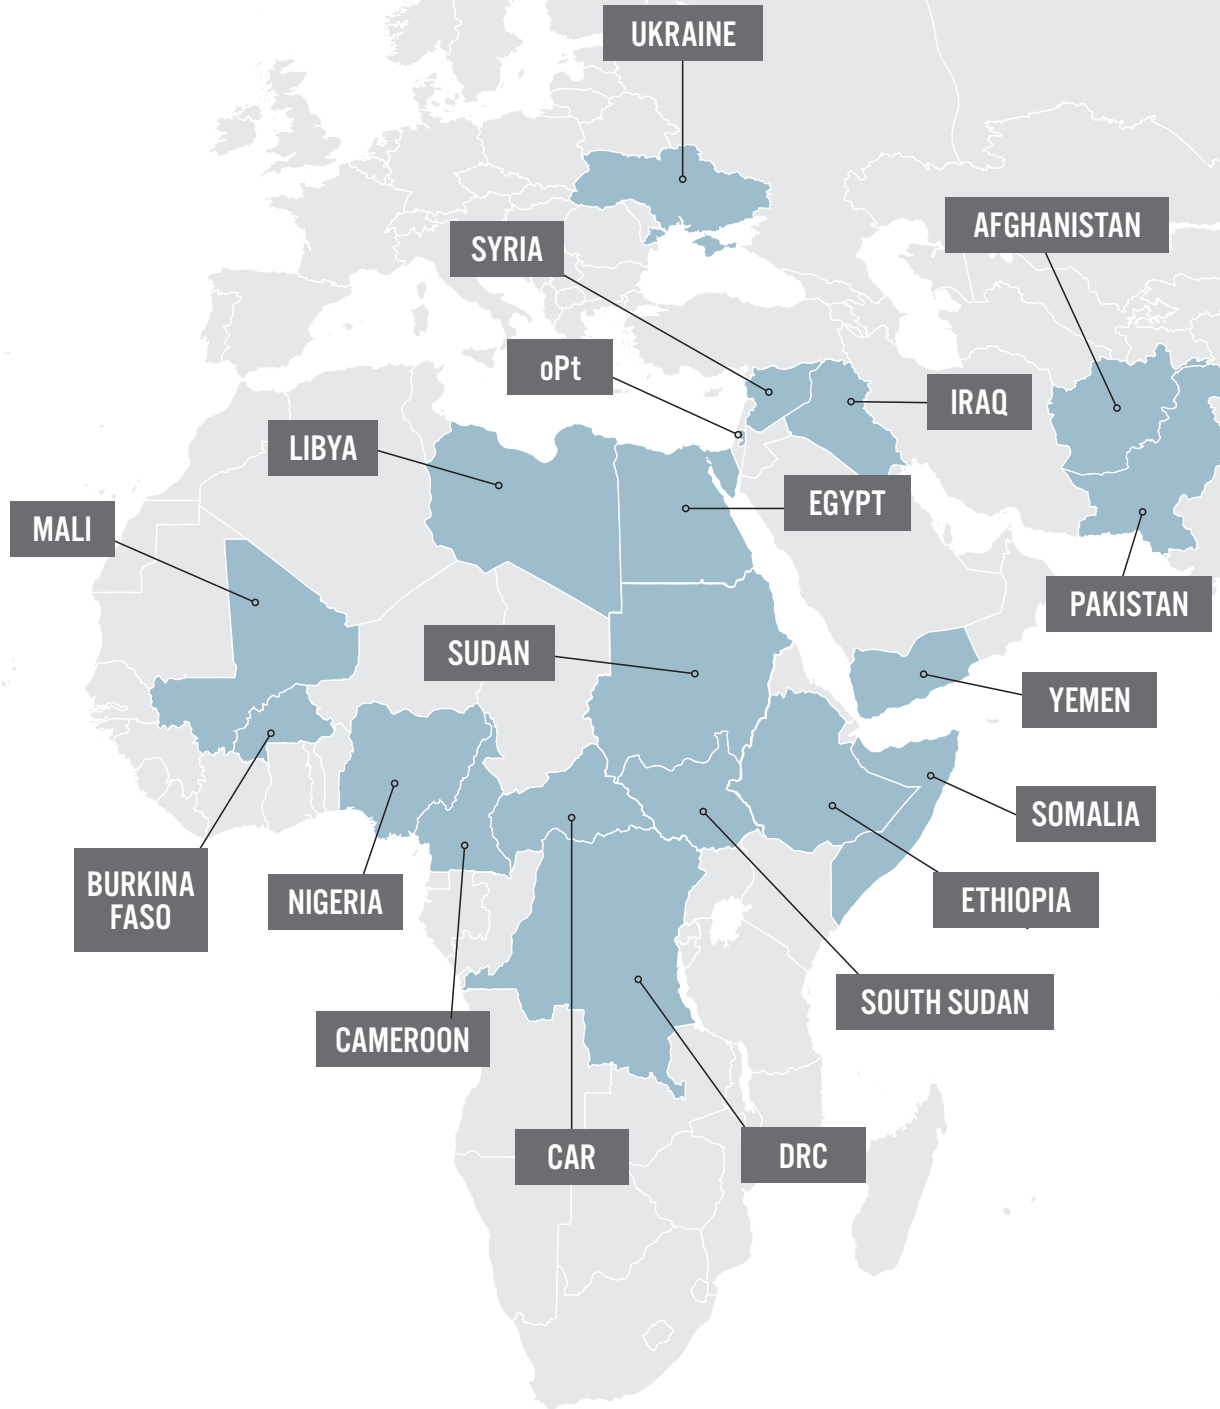 UKRAINE
AFGHANISTAN
SYRIA
oPt
IRAQ
LIBYA
EGYPT
MALI
PAKISTAN
SUDAN
YEMEN
SOMALIA
BURKINA
FASO
NIGERIA
ETHIOPIA
SOUTH SUDAN
CAMEROON
CAR
DRC